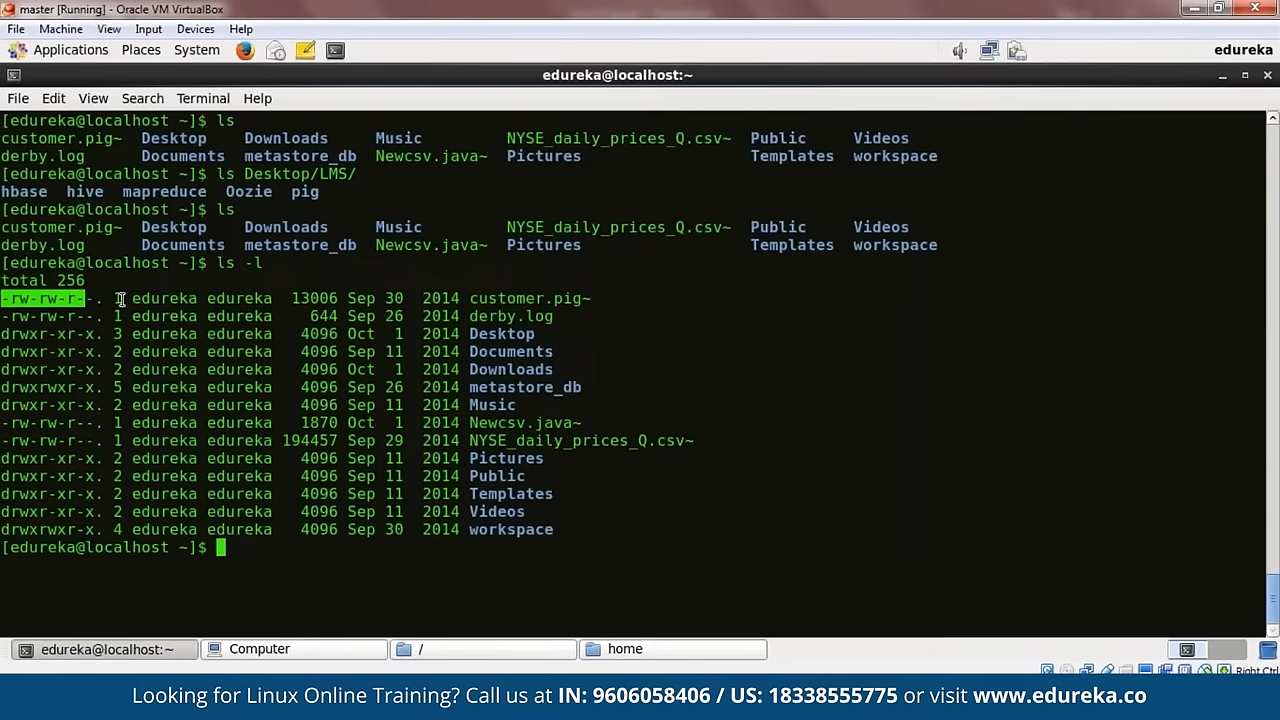 master [Running] - Oracle VM VirtualBox
File Machine View Input Devices Help
Applications Places System edureka
edureka@localhost:~
File Edit View Search Terminal Help
[edureka@localhost ~]$ ls
customer.pig~ Desktop Downloads Music NYSE_daily_prices_Q.csv~ Public Videos
derby.log Documents metastore_db Newcsv.java~ Pictures Templates workspace
[edureka@localhost ~]$ ls Desktop/LMS/
hbase hive mapreduce Oozie pig
[edureka@localhost ~]$ ls
customer.pig~ Desktop Downloads Music NYSE_daily_prices_Q.csv~ Public Videos
derby.log Documents metastore_db Newcsv.java~ Pictures Templates workspace
[edureka@localhost ~]$ ls -l
total 256
-rw-rw-r--. 1 edureka edureka 13006 Sep 30 2014 customer.pig~
-rw-rw-r--. 1 edureka edureka 644 Sep 26 2014 derby.log
drwxr-xr-x. 3 edureka edureka 4096 Oct 1 2014 Desktop
drwxr-xr-x. 2 edureka edureka 4096 Sep 11 2014 Documents
drwxr-xr-x. 2 edureka edureka 4096 Oct 1 2014 Downloads
drwxrwxr-x. 5 edureka edureka 4096 Sep 26 2014 metastore_db
drwxr-xr-x. 2 edureka edureka 4096 Sep 11 2014 Music
-rw-rw-r--. 1 edureka edureka 1870 Oct 1 2014 Newcsv.java~
-rw-rw-r--. 1 edureka edureka 194457 Sep 29 2014 NYSE_daily_prices_Q.csv~
drwxr-xr-x. 2 edureka edureka 4096 Sep 11 2014 Pictures
drwxr-xr-x. 2 edureka edureka 4096 Sep 11 2014 Public
drwxr-xr-x. 2 edureka edureka 4096 Sep 11 2014 Templates
drwxr-xr-x. 2 edureka edureka 4096 Sep 11 2014 Videos
drwxrwxr-x. 4 edureka edureka 4096 Sep 30 2014 workspace
[edureka@localhost ~]$
edureka@localhost:~ Computer / home
Right Ctrl
Looking for Linux Online Training? Call us at IN: 9606058406 / US: 18338555775 or visit www.edureka.co